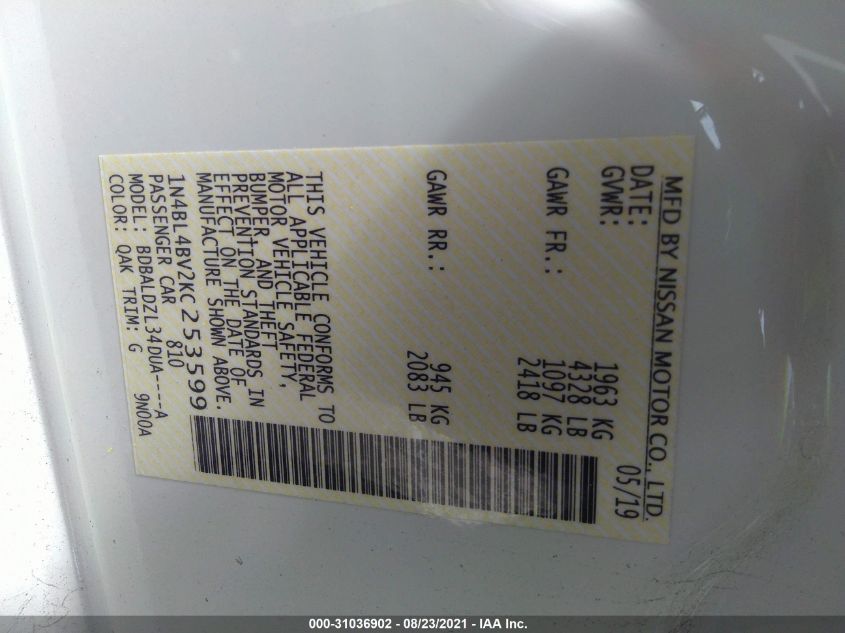 MFD BY NISSAN MOTOR CO., LTD.
DATE: 05/19
GVWR: 1963 KG
4328 LB
GAWR FR.: 1097 KG
2418 LB
GAWR RR.: 945 KG
2083 LB
THIS VEHICLE CONFORMS TO
ALL APPLICABLE FEDERAL
MOTOR VEHICLE SAFETY,
BUMPER, AND THEFT
PREVENTION STANDARDS IN
EFFECT ON THE DATE OF
MANUFACTURE SHOWN ABOVE.
1N4BL4BV2KC253599
PASSENGER CAR 810
MODEL: BDBALDZL34DUA----A
COLOR: QAK TRIM: G 9N00A
000-31036902 - 08/23/2021 - IAA Inc.